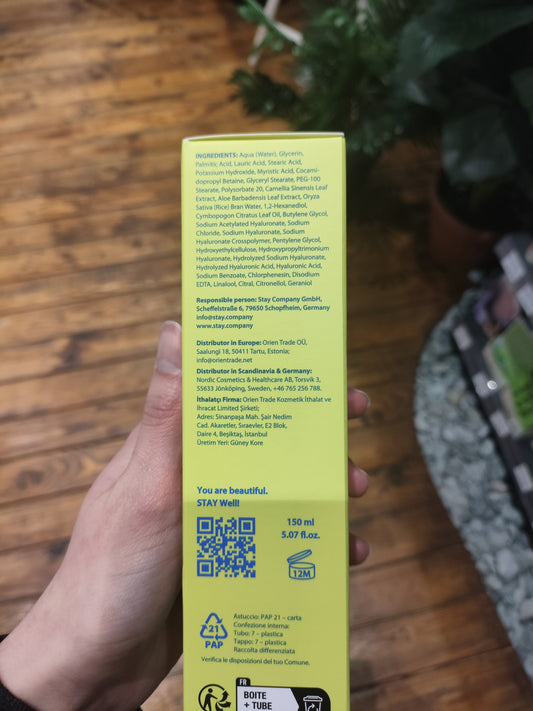 INGREDIENTS: Aqua (Water), Glycerin,
Palmitic Acid, Lauric Acid, Stearic Acid,
Potassium Hydroxide, Myristic Acid, Cocami-
dopropyl Betaine, Glyceryl Stearate, PEG-100
Stearate, Polysorbate 20, Camellia Sinensis Leaf
Extract, Aloe Barbadensis Leaf Extract, Oryza
Sativa (Rice) Bran Water, 1,2-Hexanediol,
Cymbopogon Citratus Leaf Oil, Butylene Glycol,
Sodium Acetylated Hyaluronate, Sodium
Chloride, Sodium Hyaluronate, Sodium
Hyaluronate Crosspolymer, Pentylene Glycol,
Hydroxyethylcellulose, Hydroxypropyltrimonium
Hyaluronate, Hydrolyzed Sodium Hyaluronate,
Hydrolyzed Hyaluronic Acid, Hyaluronic Acid,
Sodium Benzoate, Chlorphenesin, Disodium
EDTA, Linalool, Citral, Citronellol, Geraniol
Responsible person: Stay Company GmbH,
Scheffelstraße 6, 79650 Schopfheim, Germany
info@stay.company
www.stay.company
Distributor in Europe: Orien Trade OÜ,
Saalungi 18, 50411 Tartu, Estonia;
info@orientrade.net
Distributor in Scandinavia & Germany:
Nordic Cosmetics & Healthcare AB, Torsvik 3,
55633 Jönköping, Sweden, +46 765 256 788.
İthalatçı Firma: Orien Trade Kozmetik İthalat ve
İhracat Limited Şirketi;
Adres: Sinanpaşa Mah. Şair Nedim
Cad. Akaretler, Sıraevler, E2 Blok,
Daire 4, Beşiktaş, İstanbul
Üretim Yeri: Güney Kore
You are beautiful.
STAY Well!
150 ml
5.07 fl.oz.
12M
21
PAP
Astuccio: PAP 21 – carta
Confezione interna:
Tubo: 7 – plastica
Tappo: 7 – plastica
Raccolta differenziata
Verifica le disposizioni del tuo Comune.
FR
BOITE
+ TUBE